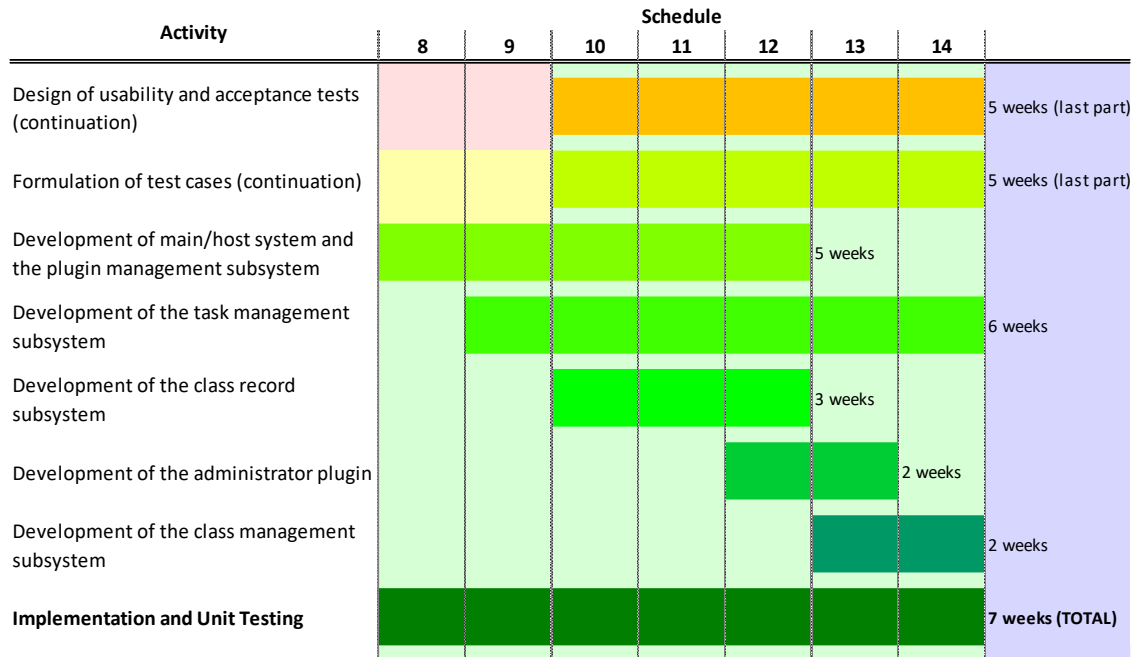 Schedule
Activity
8 9 10 11 12 13 14
Design of usability and acceptance tests
(continuation)
5 weeks (last part)
Formulation of test cases (continuation)
5 weeks (last part)
Development of main/host system and
the plugin management subsystem
5 weeks
Development of the task management
subsystem
6 weeks
Development of the class record
subsystem
3 weeks
Development of the administrator plugin
2 weeks
Development of the class management
subsystem
2 weeks
Implementation and Unit Testing
7 weeks (TOTAL)